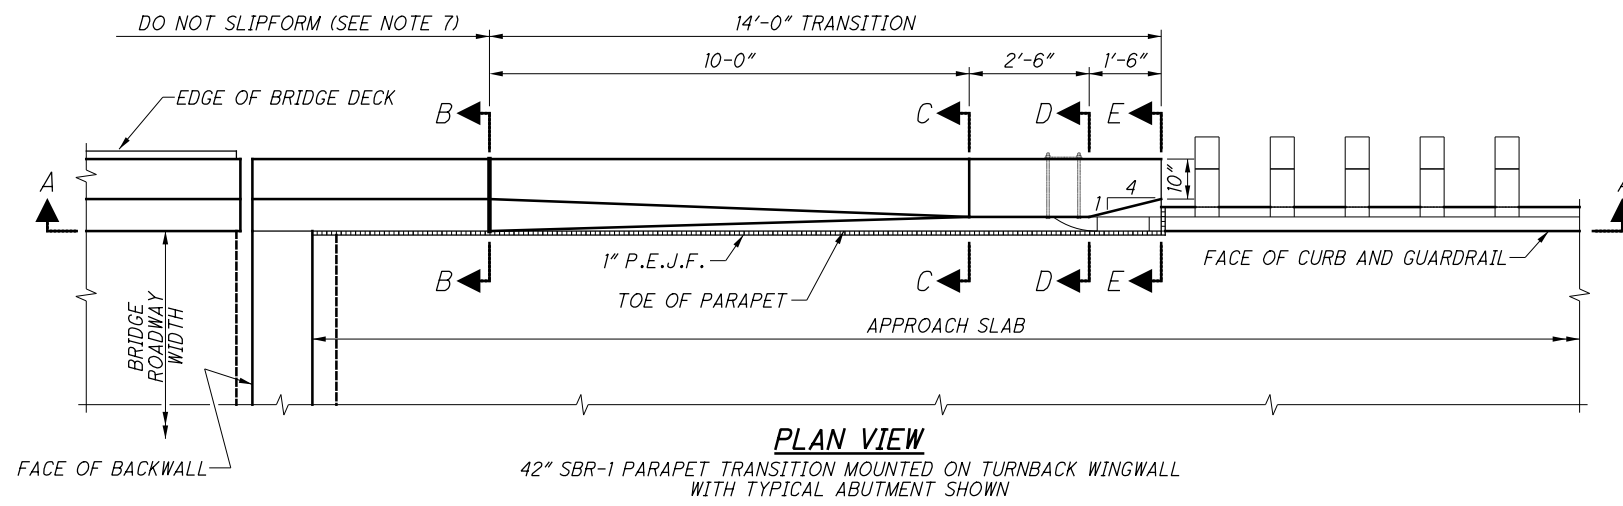 DO NOT SLIPFORM (SEE NOTE 7)
14'-0" TRANSITION
10-0"
2'-6"
1'-6"
EDGE OF BRIDGE DECK
B
C
D
E
A
10"
4
1
A
1" P.E.J.F.
FACE OF CURB AND GUARDRAIL
B
C
D
E
TOE OF PARAPET
BRIDGE
ROADWAY
WIDTH
APPROACH SLAB
PLAN VIEW
FACE OF BACKWALL
42" SBR-1 PARAPET TRANSITION MOUNTED ON TURNBACK WINGWALL
WITH TYPICAL ABUTMENT SHOWN